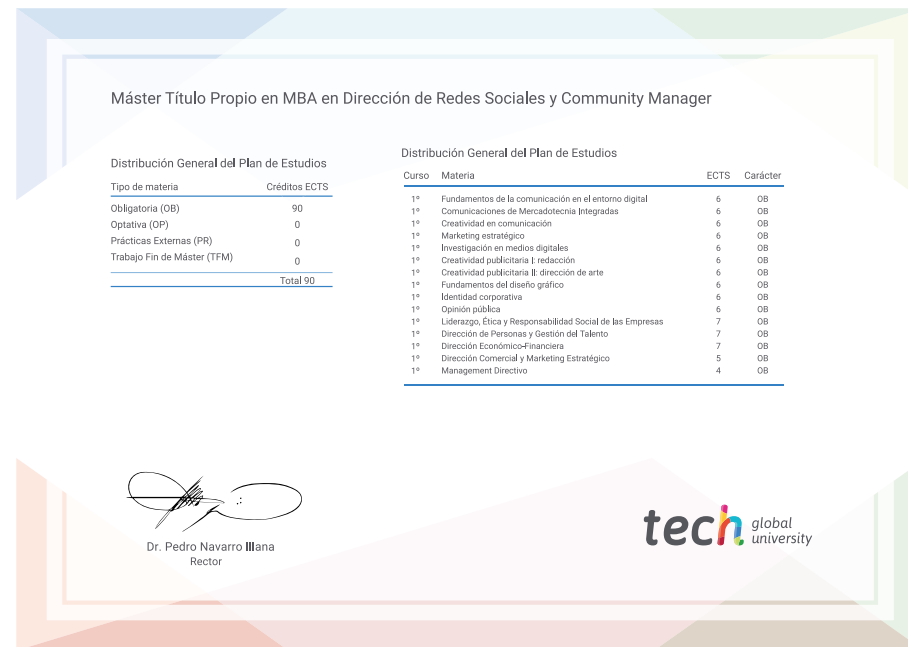 Máster Título Propio en MBA en Dirección de Redes Sociales y Community Manager
Distribución General del Plan de Estudios
Tipo de materia Créditos ECTS
Obligatoria (OB) 90
Optativa (OP) 0
Prácticas Externas (PR) 0
Trabajo Fin de Máster (TFM) 0
Total 90
Distribución General del Plan de Estudios
Curso Materia ECTS Carácter
1º Fundamentos de la comunicación en el entorno digital 6 OB
1º Comunicaciones de Mercadotecnia Integradas 6 OB
1º Creatividad en comunicación 6 OB
1º Marketing estratégico 6 OB
1º Investigación en medios digitales 6 OB
1º Creatividad publicitaria I: redacción 6 OB
1º Creatividad publicitaria II: dirección de arte 6 OB
1º Fundamentos del diseño gráfico 6 OB
1º Identidad corporativa 6 OB
1º Opinión pública 6 OB
1º Liderazgo, Ética y Responsabilidad Social de las Empresas 7 OB
1º Dirección de Personas y Gestión del Talento 7 OB
1º Dirección Económico-Financiera 7 OB
1º Dirección Comercial y Marketing Estratégico 5 OB
1º Management Directivo 4 OB
Dr. Pedro Navarro Illana
Rector
tech global
university